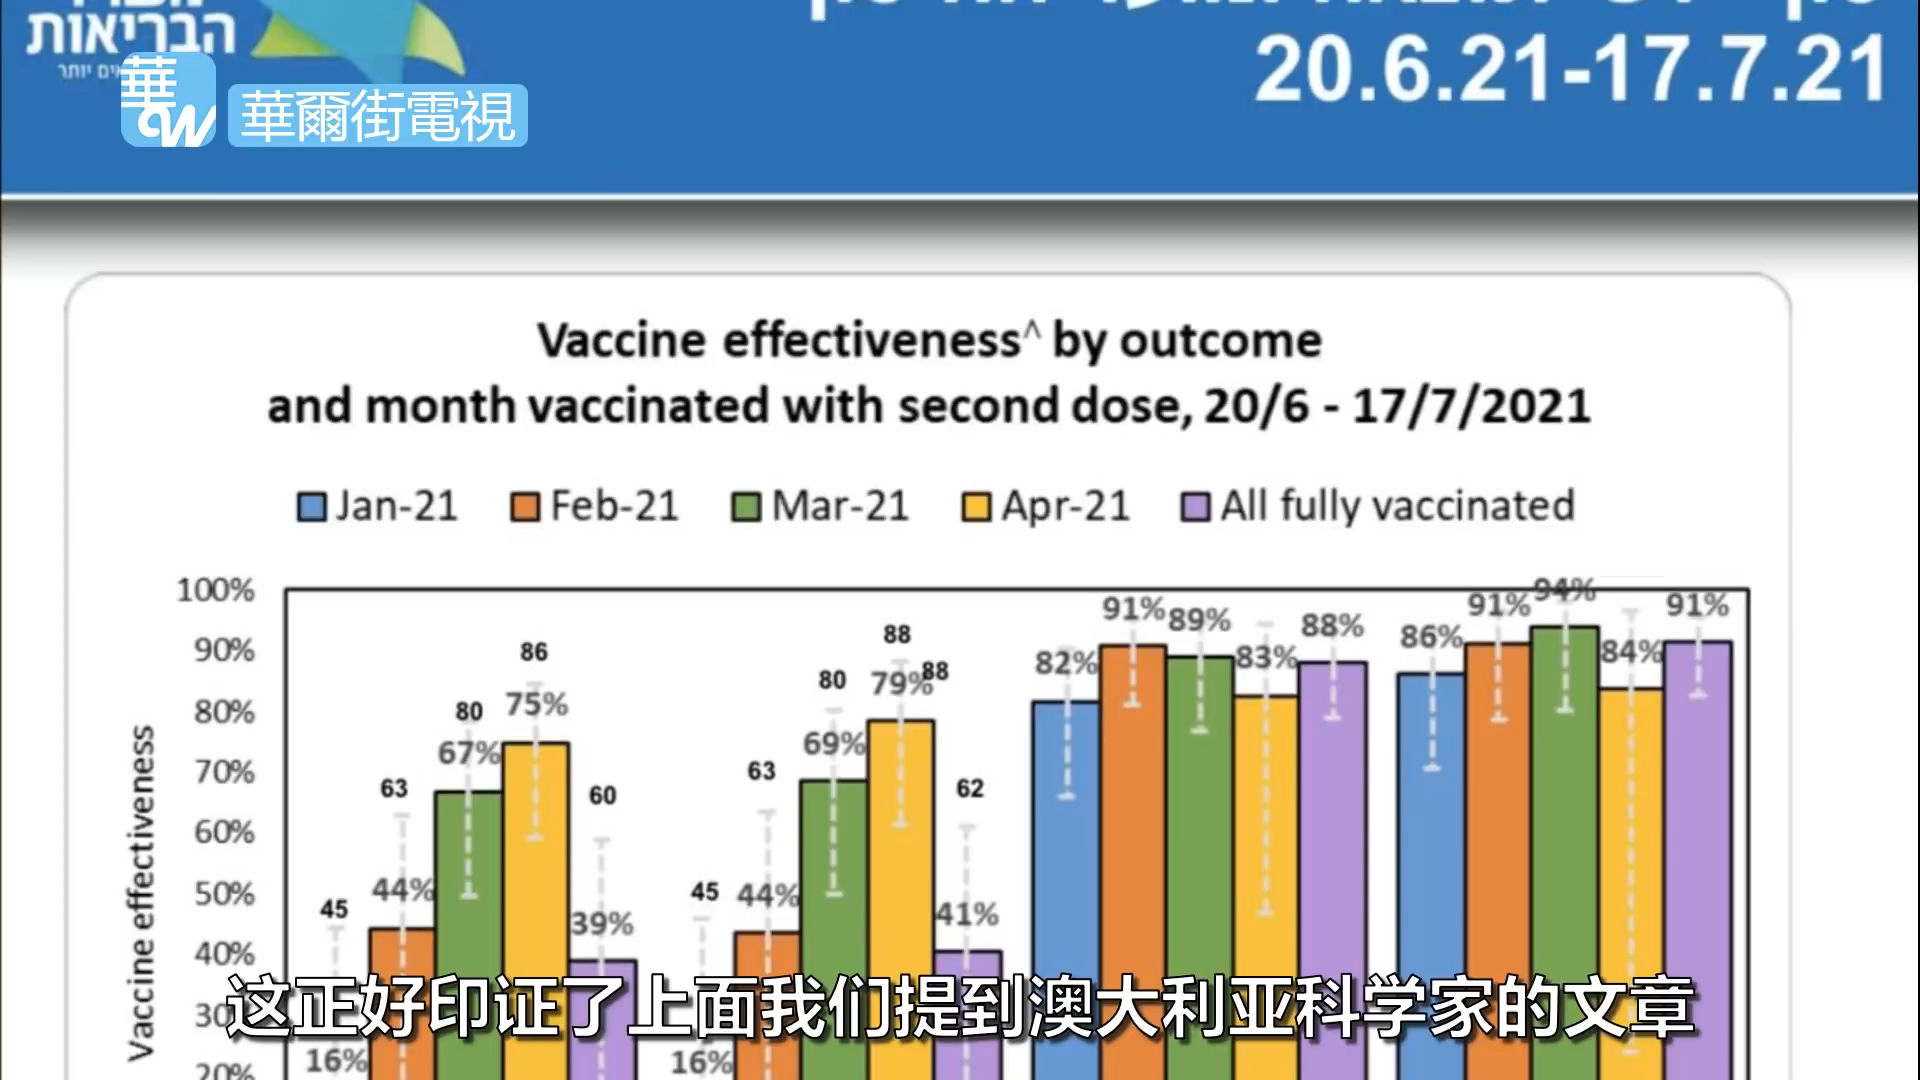 הבריאות
20.6.21-17.7.21
華
cw
華爾街電視
Vaccine effectiveness^ by outcome
and month vaccinated with second dose, 20/6 - 17/7/2021
Jan-21 Feb-21 Mar-21 Apr-21 All fully vaccinated
Vaccine effectiveness
100%
90%
80%
70%
60%
50%
40%
20%
45 63 80 86 60
16% 44% 67% 75% 39%
45 63 80 88 88 62
16% 44% 69% 79% 41%
82% 91% 89% 83% 88%
86% 91% 94% 84% 91%
这正好印证了上面我们提到澳大利亚科学家的文章